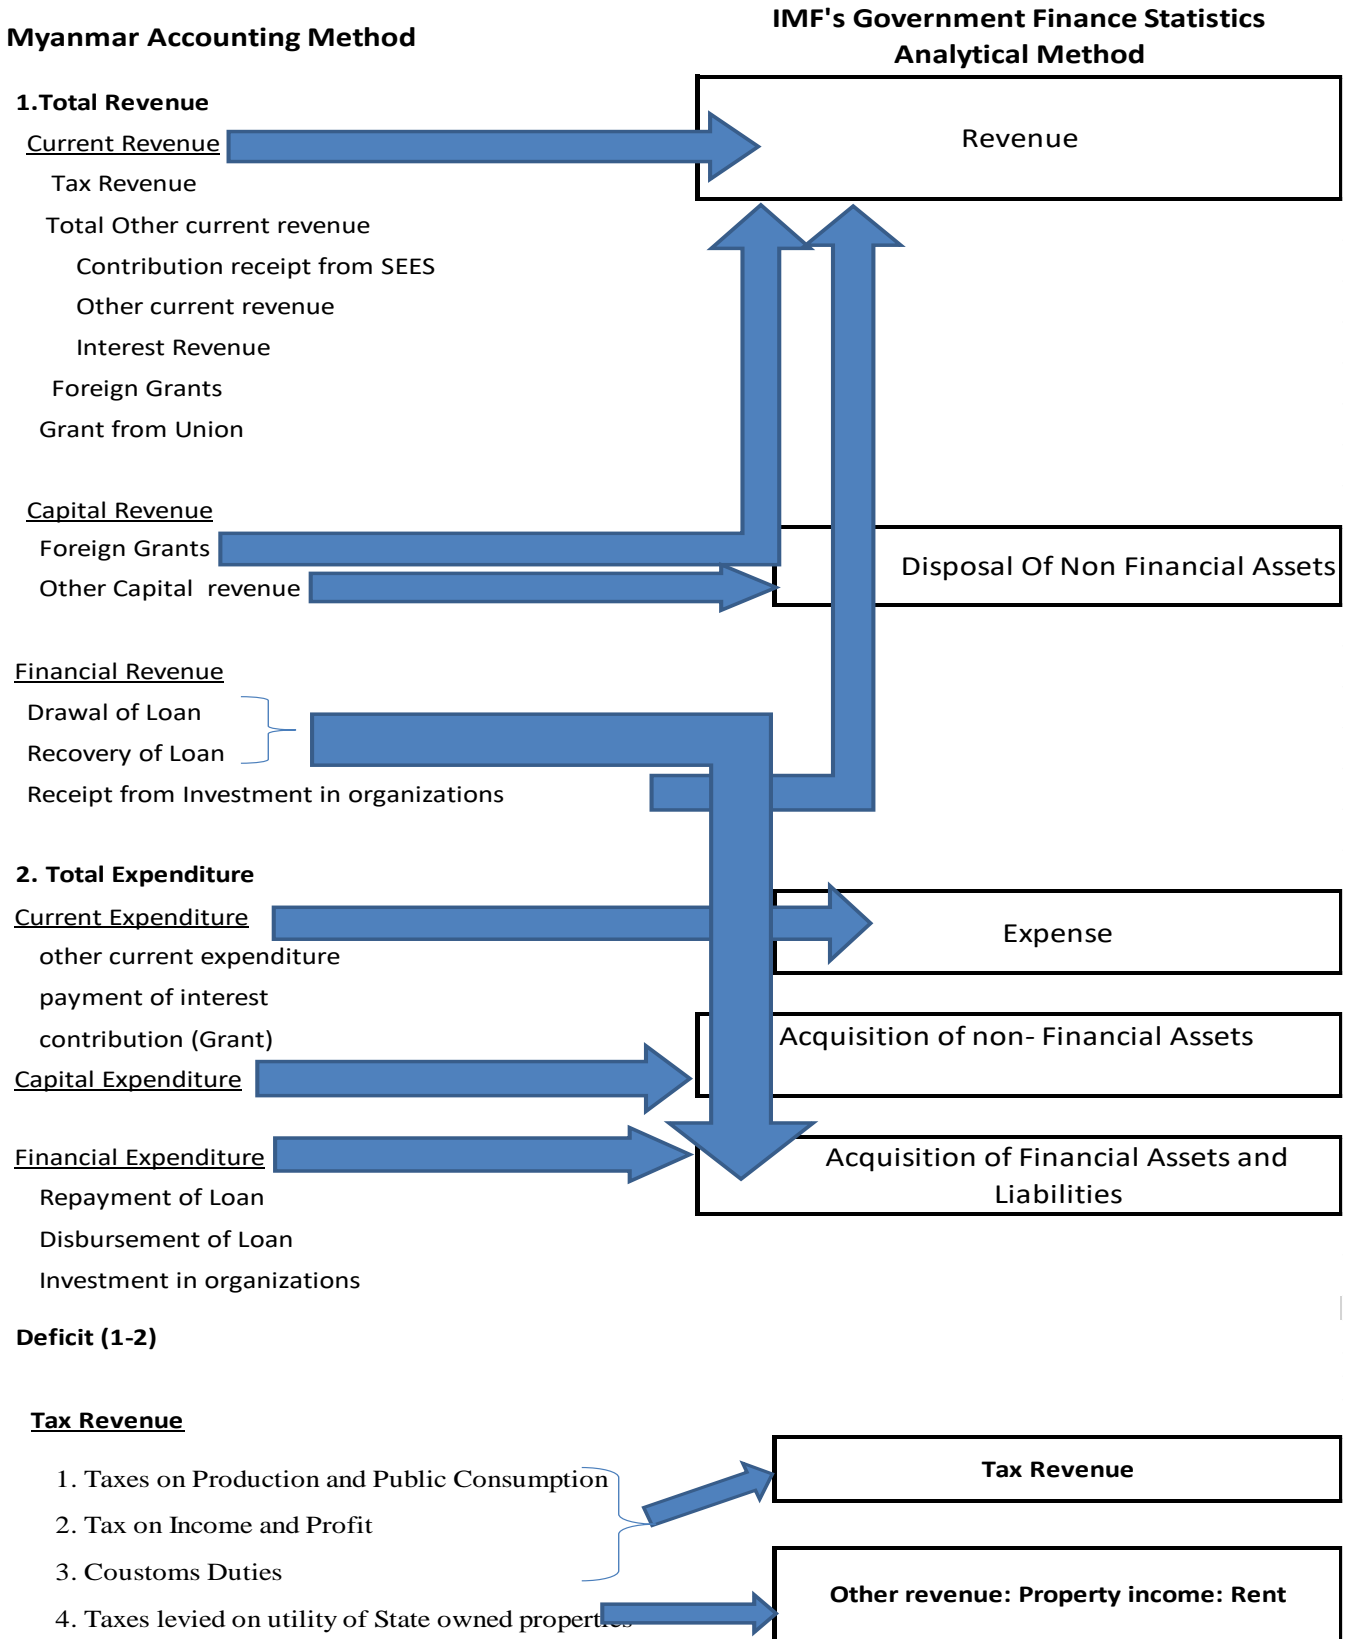 Myanmar Accounting Method
IMF's Government Finance Statistics
Analytical Method
1.Total Revenue
Current Revenue
Revenue
Tax Revenue
Total Other current revenue
Contribution receipt from SEES
Other current revenue
Interest Revenue
Foreign Grants
Grant from Union
Capital Revenue
Foreign Grants
Other Capital revenue
Disposal Of Non Financial Assets
Financial Revenue
Drawal of Loan
Recovery of Loan
Receipt from Investment in organizations
2. Total Expenditure
Current Expenditure
Expense
other current expenditure
payment of interest
contribution (Grant)
Acquisition of non- Financial Assets
Capital Expenditure
Financial Expenditure
Acquisition of Financial Assets and
Liabilities
Repayment of Loan
Disbursement of Loan
Investment in organizations
Deficit (1-2)
Tax Revenue
1. Taxes on Production and Public Consumption
Tax Revenue
2. Tax on Income and Profit
3. Coustoms Duties
Other revenue: Property income: Rent
4. Taxes levied on utility of State owned